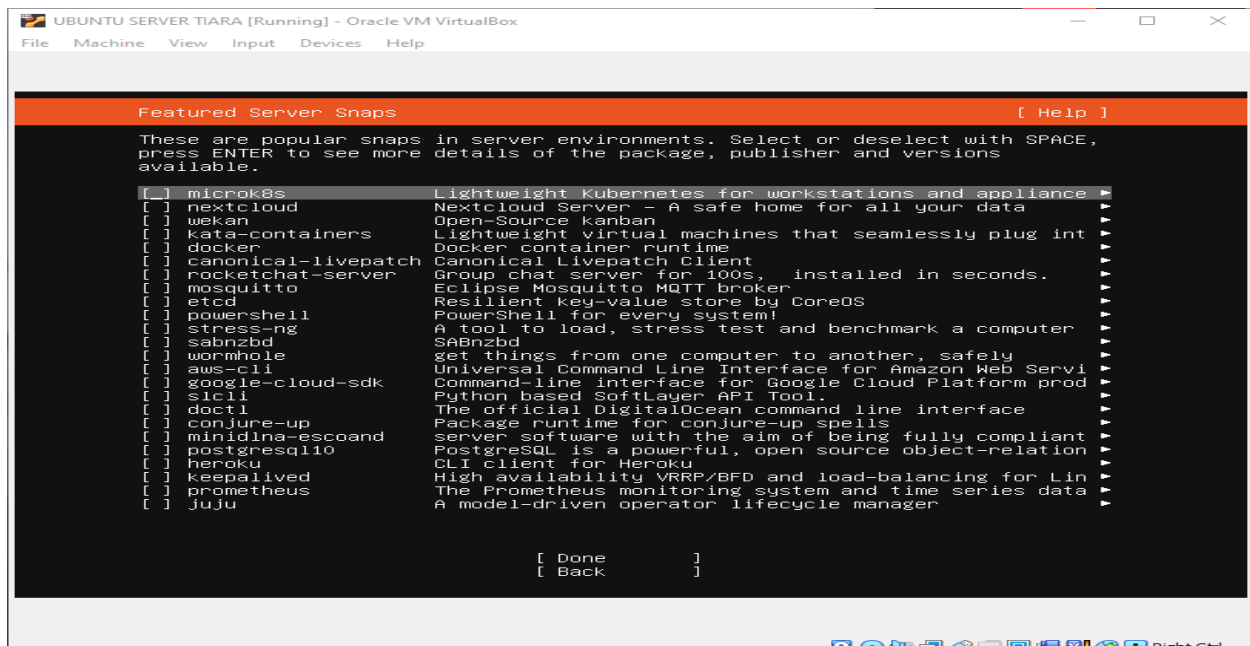 UBUNTU SERVER TIARA [Running] - Oracle VM VirtualBox
File Machine View Input Devices Help
Featured Server Snaps [ Help ]
These are popular snaps in server environments. Select or deselect with SPACE,
press ENTER to see more details of the package, publisher and versions
available.
[ ] microk8s Lightweight Kubernetes for workstations and appliance ►
[ ] nextcloud Nextcloud Server - A safe home for all your data ►
[ ] wekan Open-Source kanban ►
[ ] kata-containers Lightweight virtual machines that seamlessly plug int ►
[ ] docker Docker container runtime ►
[ ] canonical-livepatch Canonical Livepatch Client ►
[ ] rocketchat-server Group chat server for 100s, installed in seconds. ►
[ ] mosquitto Eclipse Mosquitto MQTT broker ►
[ ] etcd Resilient key-value store by CoreOS ►
[ ] powershell PowerShell for every system! ►
[ ] stress-ng A tool to load, stress test and benchmark a computer ►
[ ] sabnzbd SABnzbd ►
[ ] wormhole get things from one computer to another, safely ►
[ ] aws-cli Universal Command Line Interface for Amazon Web Servi ►
[ ] google-cloud-sdk Command-line interface for Google Cloud Platform prod ►
[ ] slcli Python based SoftLayer API Tool. ►
[ ] doctl The official DigitalOcean command line interface ►
[ ] conjure-up Package runtime for conjure-up spells ►
[ ] minidlna-escoand server software with the aim of being fully compliant ►
[ ] postgresql10 PostgreSQL is a powerful, open source object-relation ►
[ ] heroku CLI client for Heroku ►
[ ] keepalived High availability VRRP/BFD and load-balancing for Lin ►
[ ] prometheus The Prometheus monitoring system and time series data ►
[ ] juju A model-driven operator lifecycle manager ►
[ Done ]
[ Back ]
Right Ctrl